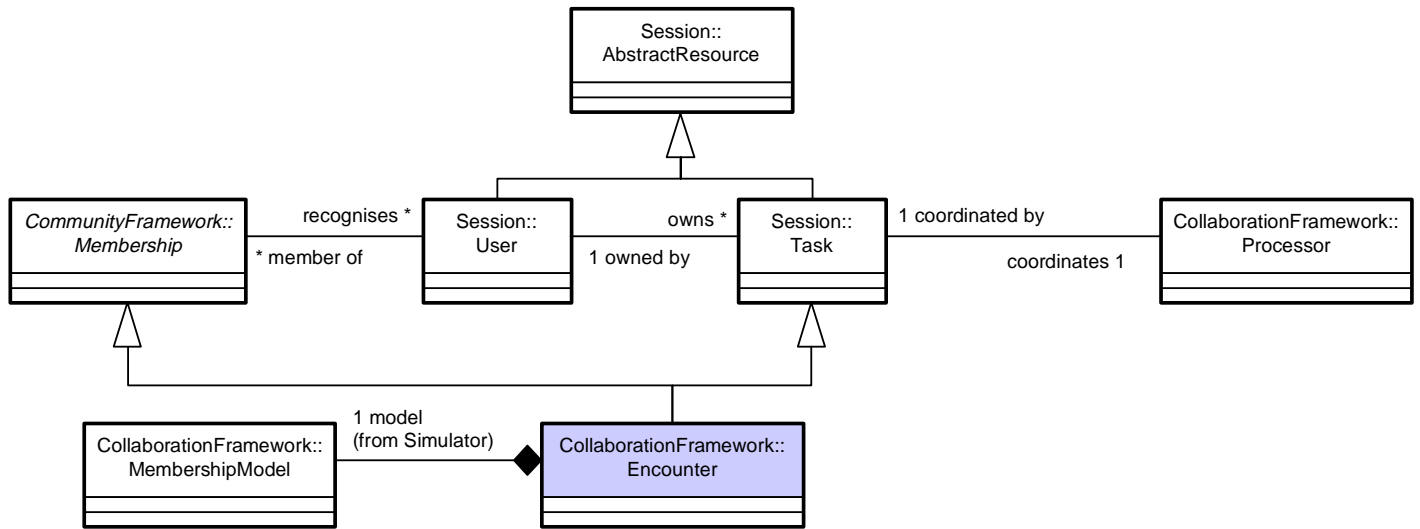 Session::
AbstractResource
CommunityFramework::
Membership
recognises *
* member of
Session::
User
owns *
1 owned by
Session::
Task
1 coordinated by
coordinates 1
CollaborationFramework::
Processor
CollaborationFramework::
MembershipModel
1 model
(from Simulator)
CollaborationFramework::
Encounter